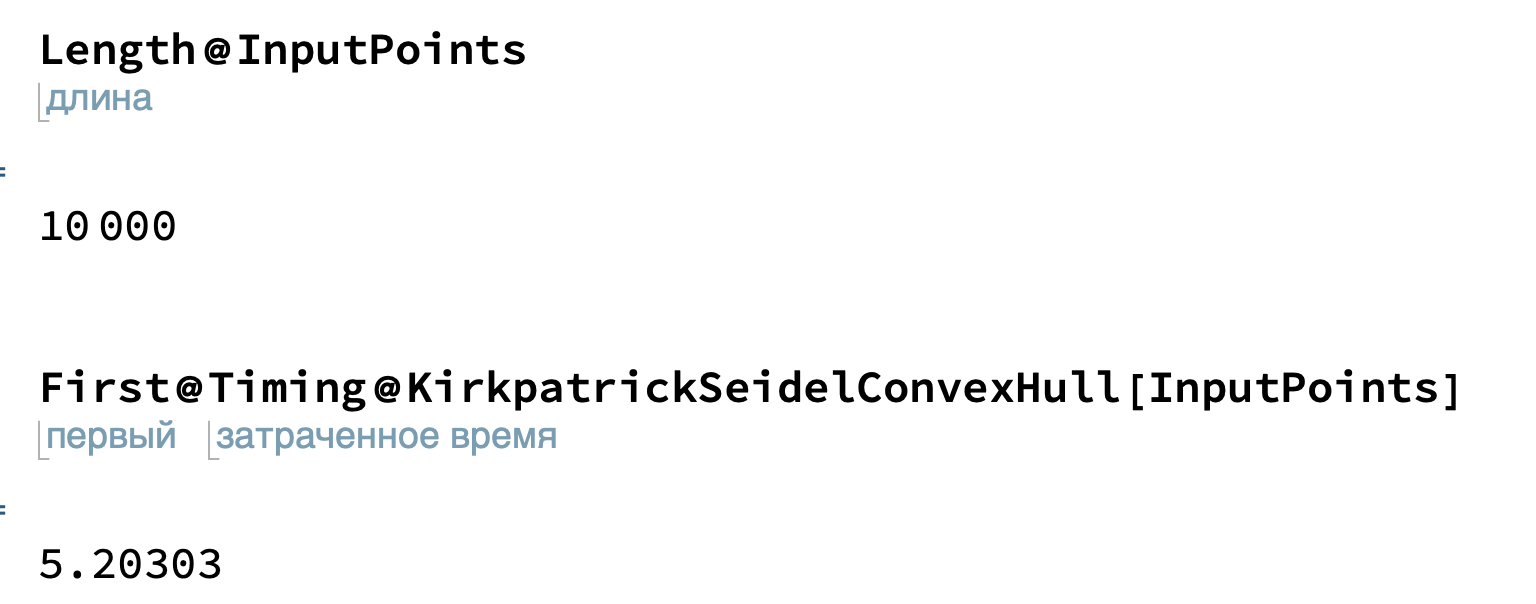 Length@InputPoints
длина
=
10 000
First@Timing@KirkpatrickSeidelConvexHull[InputPoints]
первый затраченное время
=
5.20303